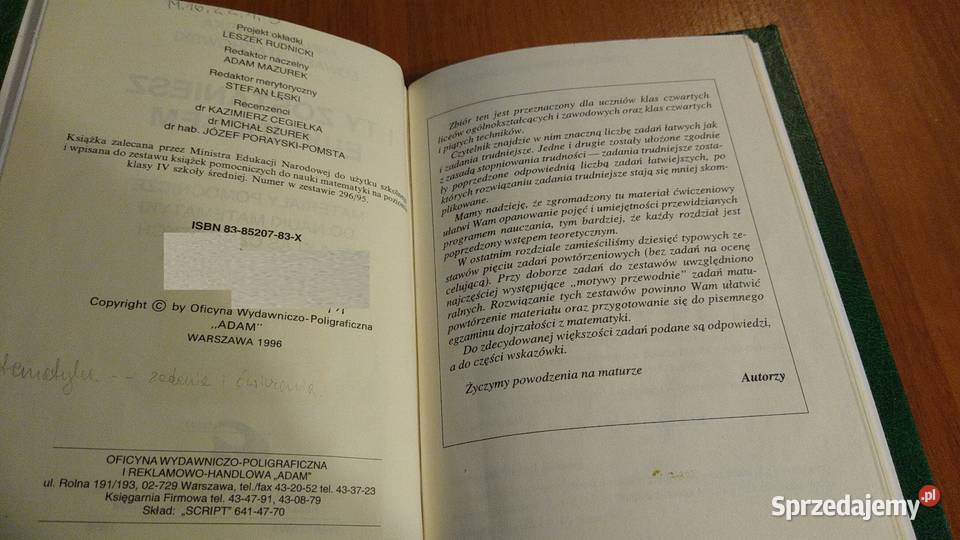 M.
Projekt okładki
LESZEK RUDNICKI
Redaktor naczelny
ADAM MAZUREK
Redaktor merytoryczny
STEFAN ŁĘSKI
Recenzenci
dr KAZIMIERZ CEGIEŁKA
dr MICHAŁ SZUREK
dr hab. JÓZEF PORAYSKI-POMSTA
Książka zalecana przez Ministra Edukacji Narodowej do użytku szkolnego
i wpisana do zestawu książek pomocniczych do nauki matematyki na poziomie
klasy IV szkoły średniej. Numer w zestawie 296/95.
ISBN 83-85207-83-X
Copyright © by Oficyna Wydawniczo-Poligraficzna
„ADAM”
WARSZAWA 1996
zadania i ćwiczenia
OFICYNA WYDAWNICZO-POLIGRAFICZNA
I REKLAMOWO-HANDLOWA „ADAM”
ul. Rolna 191/193, 02-729 Warszawa, tel./fax 43-20-52 tel. 43-37-23
Księgarnia Firmowa tel. 43-47-91, 43-08-79
Skład: „SCRIPT” 641-47-70
Zbiór ten jest przeznaczony dla uczniów klas czwartych
liceów ogólnokształcących i zawodowych oraz klas czwartych
i piątych techników.
Czytelnik znajdzie w nim znaczną liczbę zadań łatwych jak
i zadania trudniejsze. Jedne i drugie zostały ułożone zgodnie
z zasadą stopniowania trudności — zadania trudniejsze zosta-
ły poprzedzone odpowiednią liczbą zadań łatwiejszych, po
których rozwiązaniu zadania trudniejsze stają się mniej skom-
plikowane.
Mamy nadzieję, że zgromadzony tu materiał ćwiczeniowy
ułatwi Wam opanowanie pojęć i umiejętności przewidzianych
programem nauczania, tym bardziej, że każdy rozdział jest
poprzedzony wstępem teoretycznym.
W ostatnim rozdziale zamieściliśmy dziesięć typowych ze-
stawów pięciu zadań powtórzeniowych (bez zadań na ocenę
celującą). Przy doborze zadań do zestawów uwzględniono
najczęściej występujące „motywy przewodnie” zadań matu-
ralnych. Rozwiązanie tych zestawów powinno Wam ułatwić
powtórzenie materiału oraz przygotowanie się do pisemnego
egzaminu dojrzałości z matematyki.
Do zdecydowanej większości zadań podane są odpowiedzi,
a do części wskazówki.
Życzymy powodzenia na maturze
Autorzy
Sprzedajemy.pl